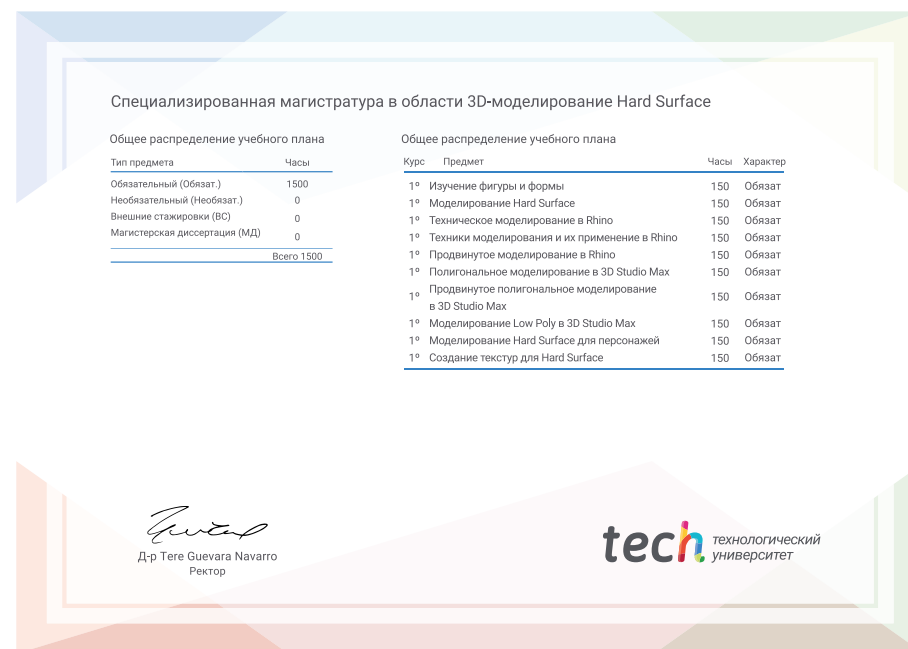 Специализированная магистратура в области 3D-моделирование Hard Surface
Общее распределение учебного плана
Тип предмета Часы
Обязательный (Обязат.) 1500
Необязательный (Необязат.) 0
Внешние стажировки (ВС) 0
Магистерская диссертация (МД) 0
Всего 1500
Общее распределение учебного плана
Курс Предмет Часы Характер
1º Изучение фигуры и формы 150 Обязат
1º Моделирование Hard Surface 150 Обязат
1º Техническое моделирование в Rhino 150 Обязат
1º Техники моделирования и их применение в Rhino 150 Обязат
1º Продвинутое моделирование в Rhino 150 Обязат
1º Полигональное моделирование в 3D Studio Max 150 Обязат
1º Продвинутое полигональное моделирование
в 3D Studio Max 150 Обязат
1º Моделирование Low Poly в 3D Studio Max 150 Обязат
1º Моделирование Hard Surface для персонажей 150 Обязат
1º Создание текстур для Hard Surface 150 Обязат
Д-р Tere Guevara Navarro
Ректор
tech технологический
университет